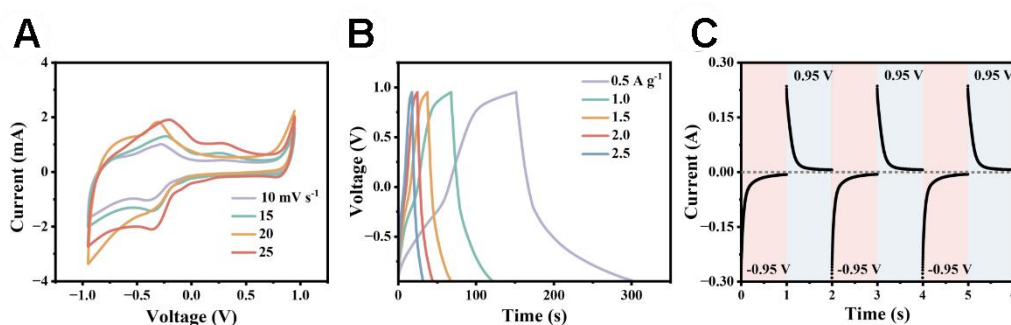 A
B
C
Current (mA)
4
2
0
−2
−4
10 mV s⁻¹
15
20
25
−1.0
−0.5
0.0
0.5
1.0
Voltage (V)
Voltage (V)
1.0
0.5
0.0
−0.5
0.5 A g⁻¹
1.0
1.5
2.0
2.5
0
100
200
300
Time (s)
Current (A)
0.30
0.15
0.00
−0.15
−0.30
0.95 V
0.95 V
0.95 V
-0.95 V
-0.95 V
-0.95 V
0
1
2
3
4
5
Time (s)